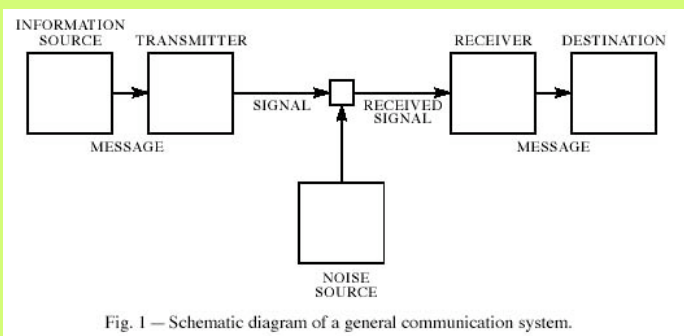 INFORMATION
SOURCE
TRANSMITTER
RECEIVER
DESTINATION
SIGNAL
RECEIVED
SIGNAL
MESSAGE
MESSAGE
NOISE
SOURCE
Fig. 1 — Schematic diagram of a general communication system.